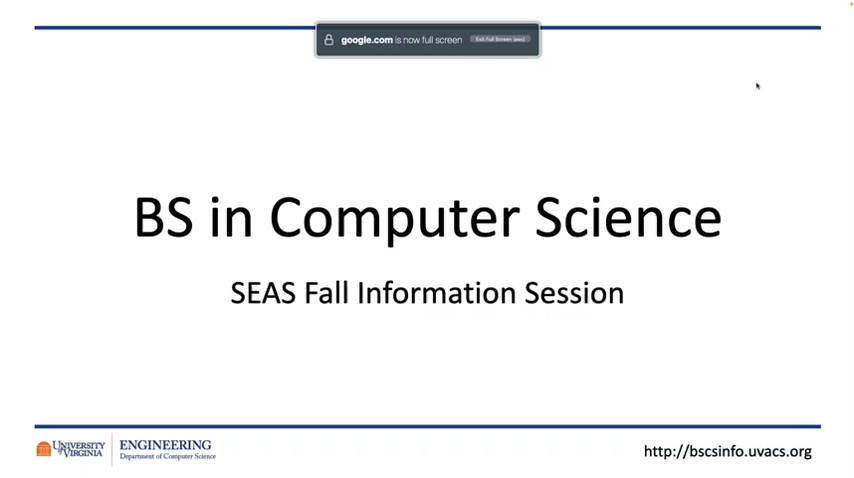 google.com is now full screen
Exit Full Screen (esc)
BS in Computer Science
SEAS Fall Information Session
UNIVERSITY
of VIRGINIA
ENGINEERING
Department of Computer Science
http://bscsinfo.uvacs.org